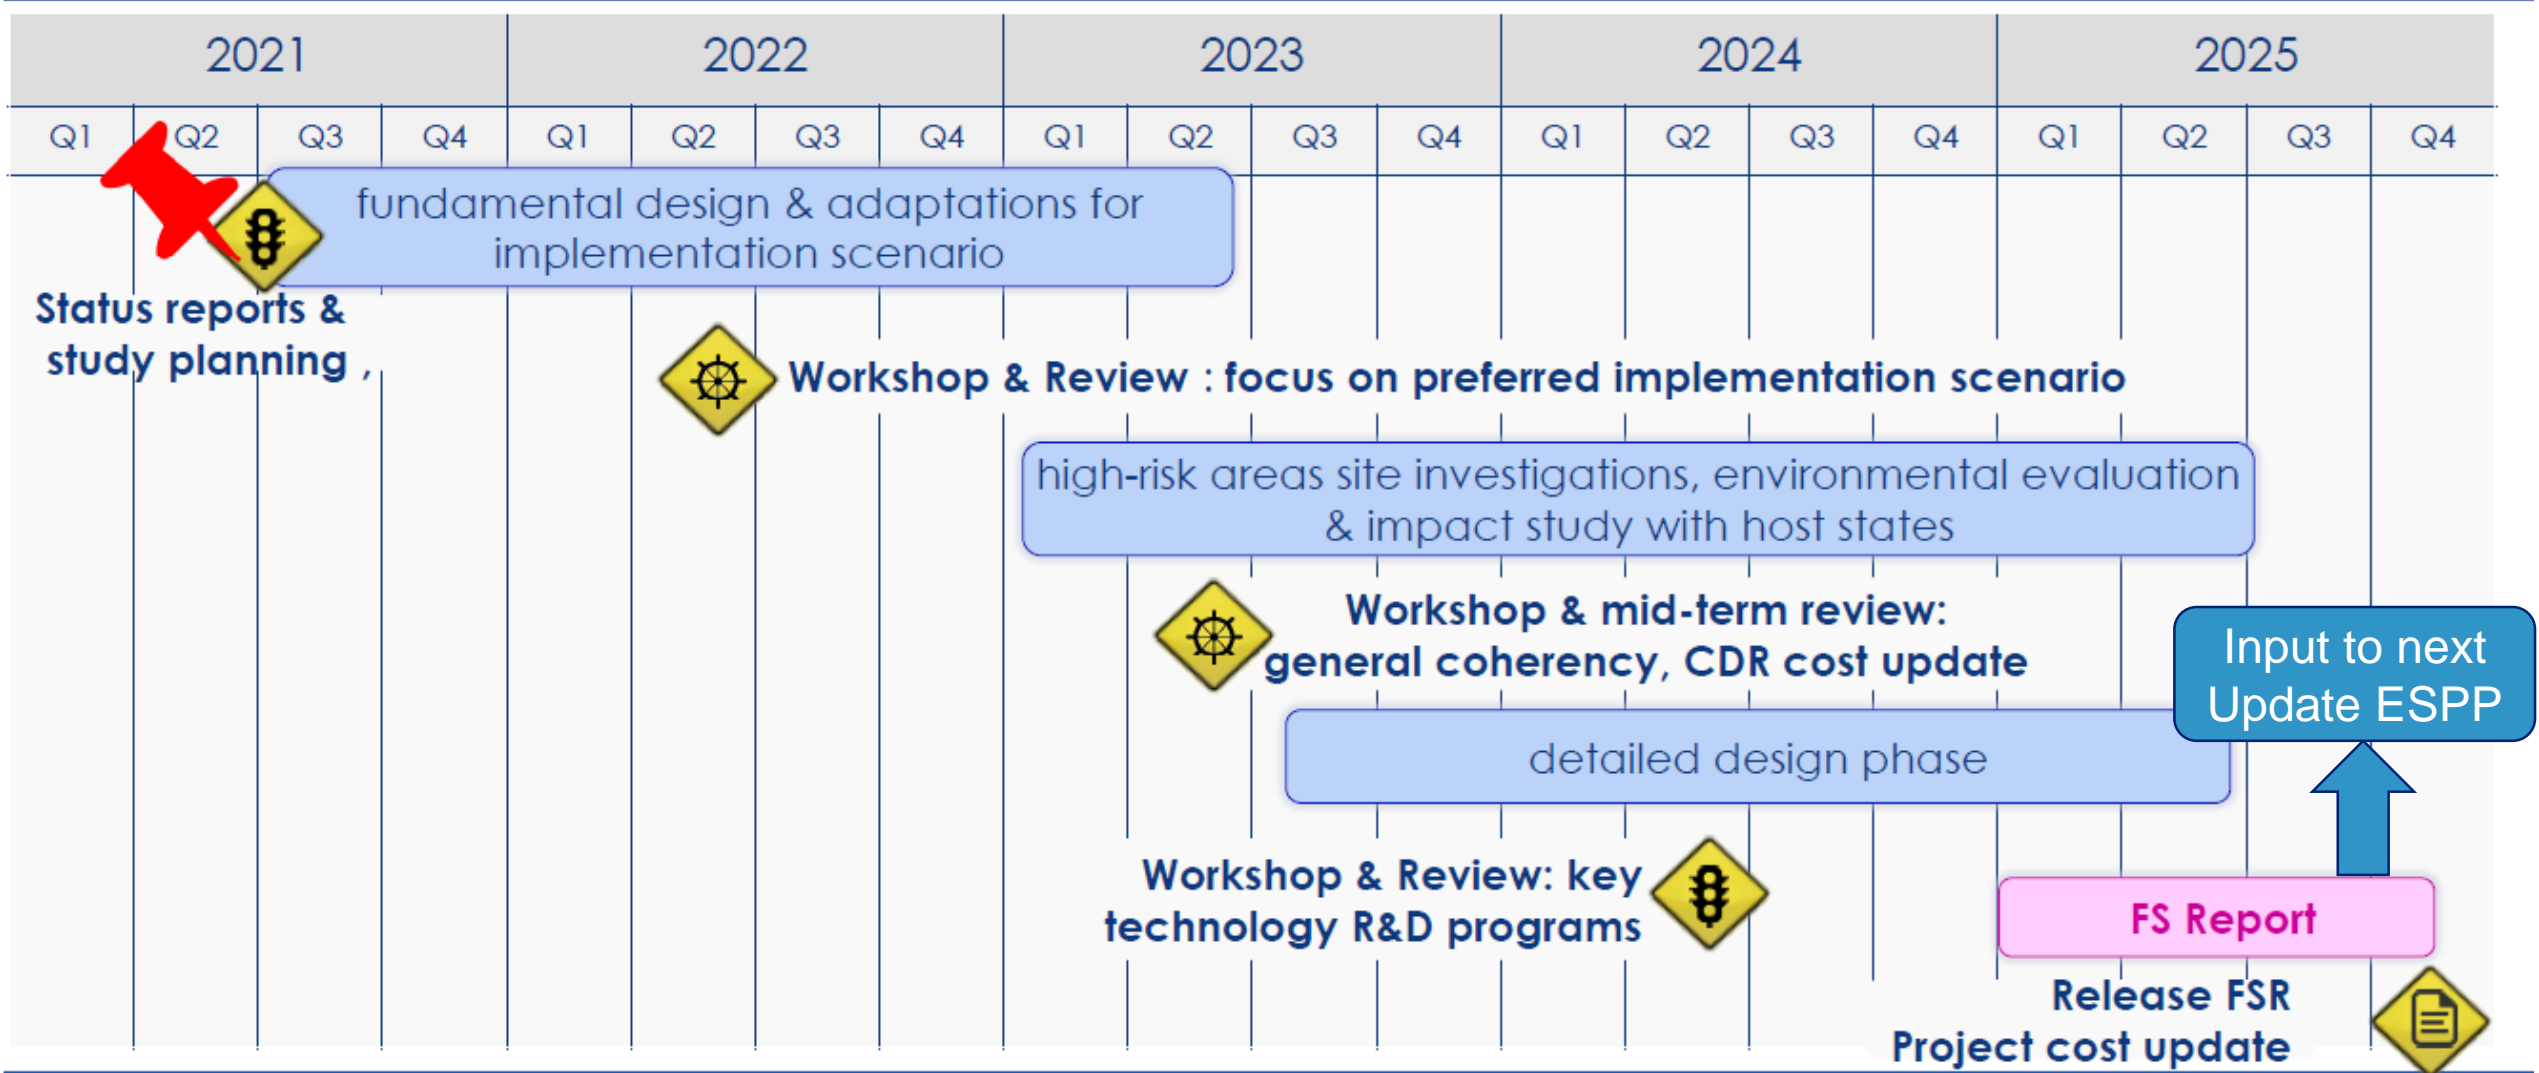 2021 2022 2023 2024 2025
Q1 Q2 Q3 Q4 Q1 Q2 Q3 Q4 Q1 Q2 Q3 Q4 Q1 Q2 Q3 Q4 Q1 Q2 Q3 Q4
fundamental design & adaptations for
implementation scenario
Status reports &
study planning ,
Workshop & Review : focus on preferred implementation scenario
high-risk areas site investigations, environmental evaluation
& impact study with host states
Workshop & mid-term review:
general coherency, CDR cost update
Input to next
Update ESPP
detailed design phase
Workshop & Review: key
technology R&D programs
FS Report
Release FSR
Project cost update